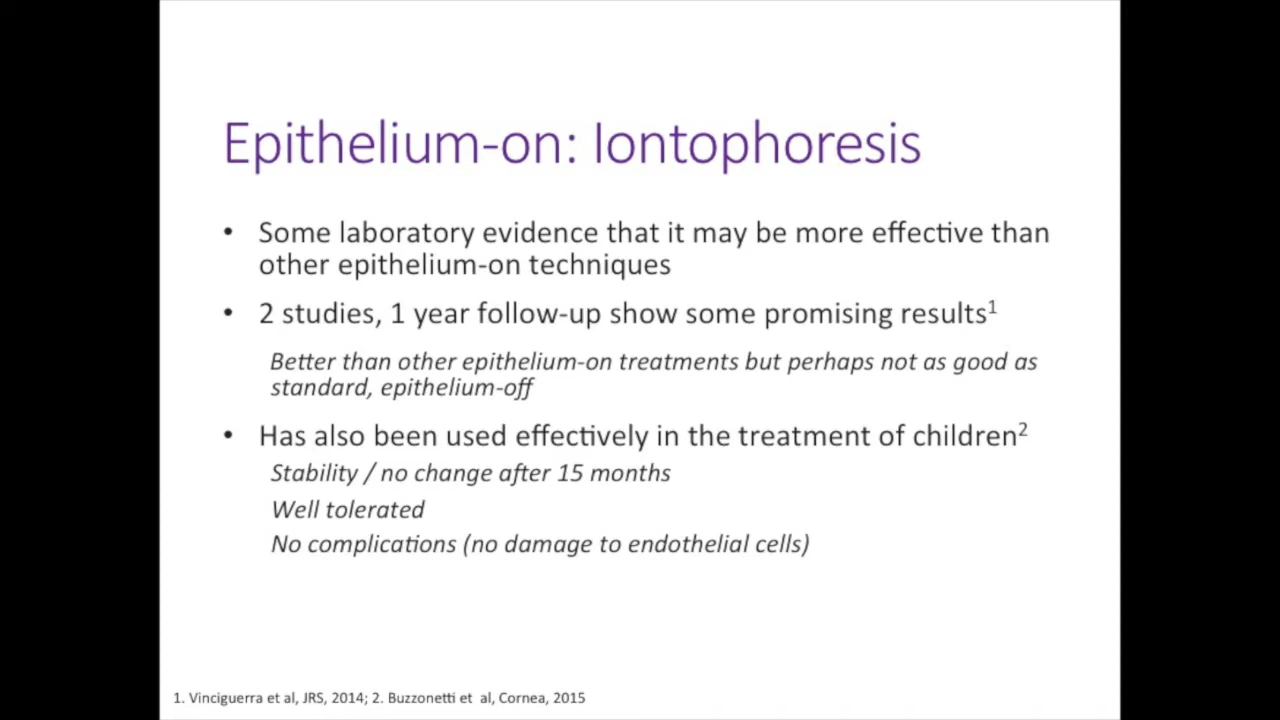 Epithelium-on: Iontophoresis
• Some laboratory evidence that it may be more effective than
other epithelium-on techniques
• 2 studies, 1 year follow-up show some promising results¹
Better than other epithelium-on treatments but perhaps not as good as
standard, epithelium-off
• Has also been used effectively in the treatment of children²
Stability / no change after 15 months
Well tolerated
No complications (no damage to endothelial cells)
1. Vinciguerra et al, JRS, 2014; 2. Buzzonetti et al, Cornea, 2015